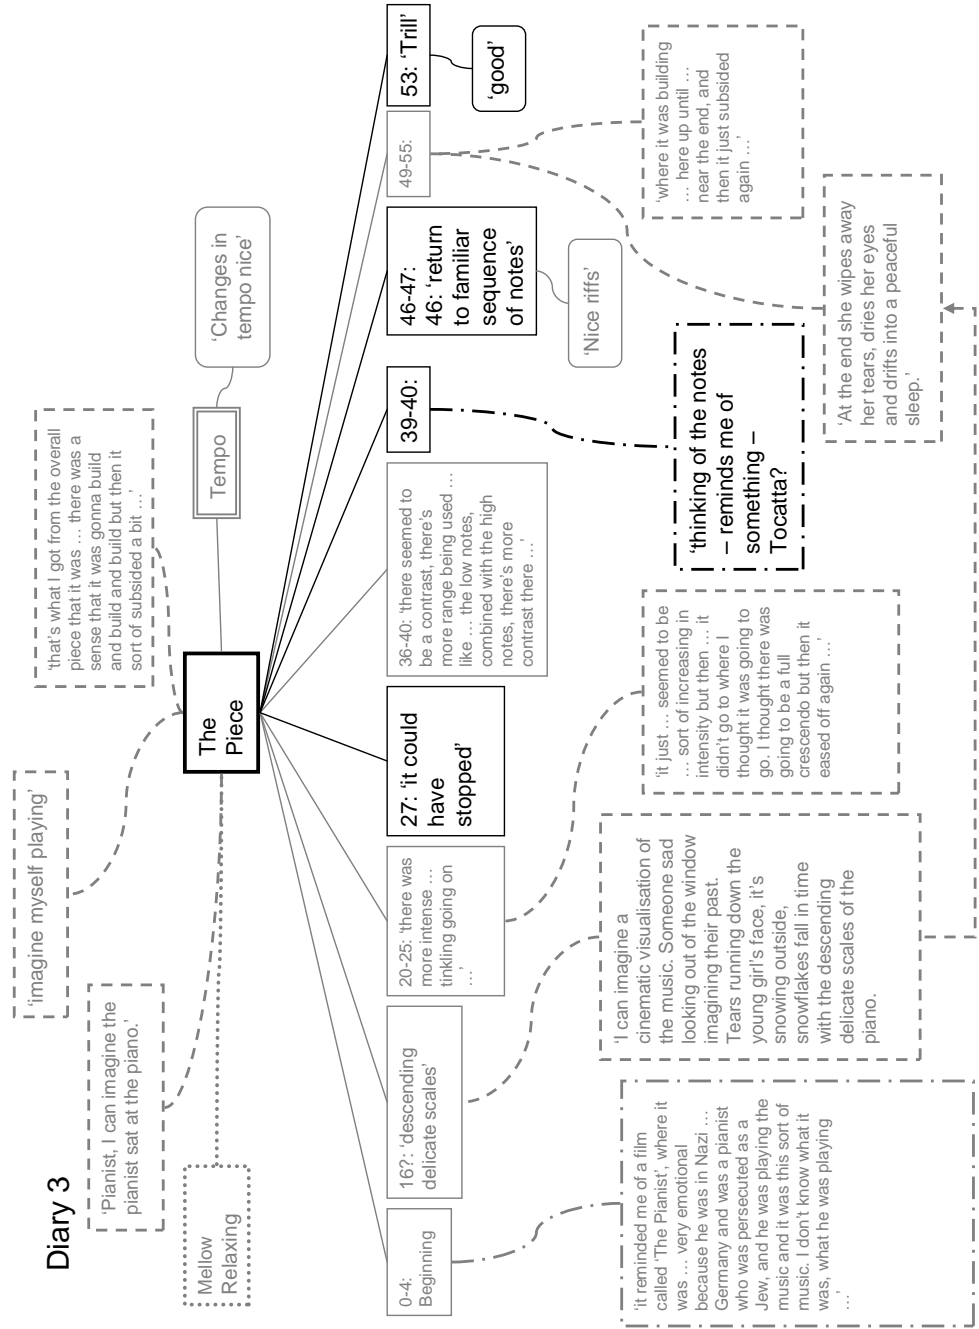 Diary 3
'imagine myself playing'
'Pianist, I can imagine the
pianist sat at the piano.'
Mellow
Relaxing
'that's what I got from the overall
piece that it was … there was a
sense that it was gonna build
and build and build but then it
sort of subsided a bit …'
The
Piece
Tempo
'Changes in
tempo nice'
0-4:
Beginning
16?: 'descending
delicate scales'
20-25: 'there was
more intense …
tinkling going on
…'
27: 'it could
have
stopped'
36-40: 'there seemed to
be a contrast, there's
more range being used …
like … the low notes,
combined with the high
notes, there's more
contrast there …'
39-40:
46-47:
46: 'return
to familiar
sequence
of notes'
49-55:
53: 'Trill'
'good'
'Nice riffs'
'it reminded me of a film
called 'The Pianist', where it
was … very emotional
because he was in Nazi …
Germany and was a pianist
who was persecuted as a
Jew, and he was playing the
music and it was this sort of
music. I don't know what it
was, what he was playing
…'
'I can imagine a
cinematic visualisation of
the music. Someone sad
looking out of the window
imagining their past.
Tears running down the
young girl's face, it's
snowing outside,
snowflakes fall in time
with the descending
delicate scales of the
piano.
'it just … seemed to be
… sort of increasing in
intensity but then … it
didn't go to where I
thought it was going to
go. I thought there was
going to be a full
crescendo but then it
eased off again …'
'thinking of the notes
– reminds me of
something –
Tocatta?
'At the end she wipes away
her tears, dries her eyes
and drifts into a peaceful
sleep.'
'where it was building
… here up until …
near the end, and
then it just subsided
again …'